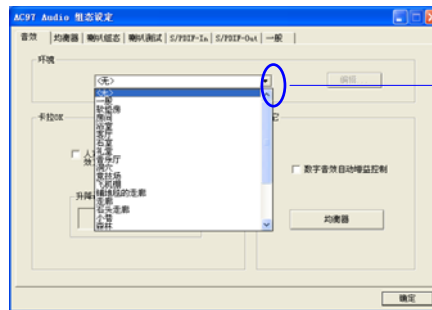 AC97 Audio 组态设定
音效 均衡器 喇叭组态 喇叭测试 S/PDIF-In S/PDIF-Out 一般
环境
<无>
编辑
<无>
一般
软垫房
房间
浴室
客厅
石室
礼堂
音乐厅
洞穴
竞技场
飞机棚
铺地毯的走廊
走廊
石头走廊
小巷
森林
卡拉OK
数字音效自动增益控制
均衡器
确定